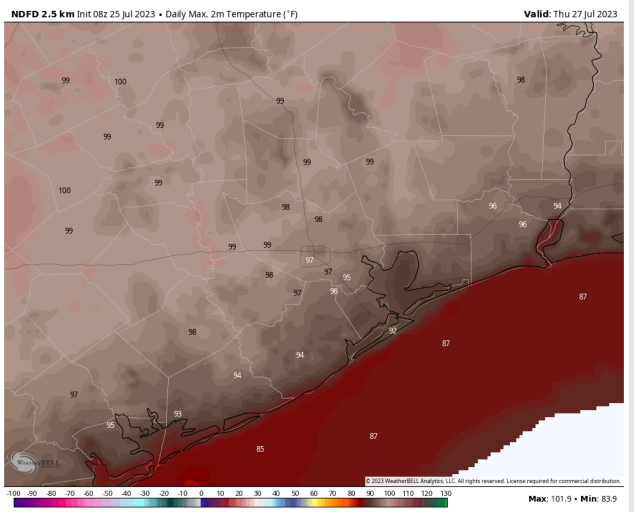 NDFD 2.5 km Init 08z 25 Jul 2023 • Daily Max. 2m Temperature (°F) Valid: Thu 27 Jul 2023
99 100 98
99
99
99
99 99
99
100
98 96 94
98 96
99
99 99
97
98 97 95
97 96
87
98 92
87
94
94
97
93
95
87
85
WeatherBELL
© 2023 WeatherBELL Analytics, LLC. All rights reserved. License required for commercial distribution.
-100 -90 -80 -70 -60 -50 -40 -30 -20 -10 0 10 20 30 40 50 60 70 80 90 100 110 120 130
Max: 101.9 • Min: 83.9